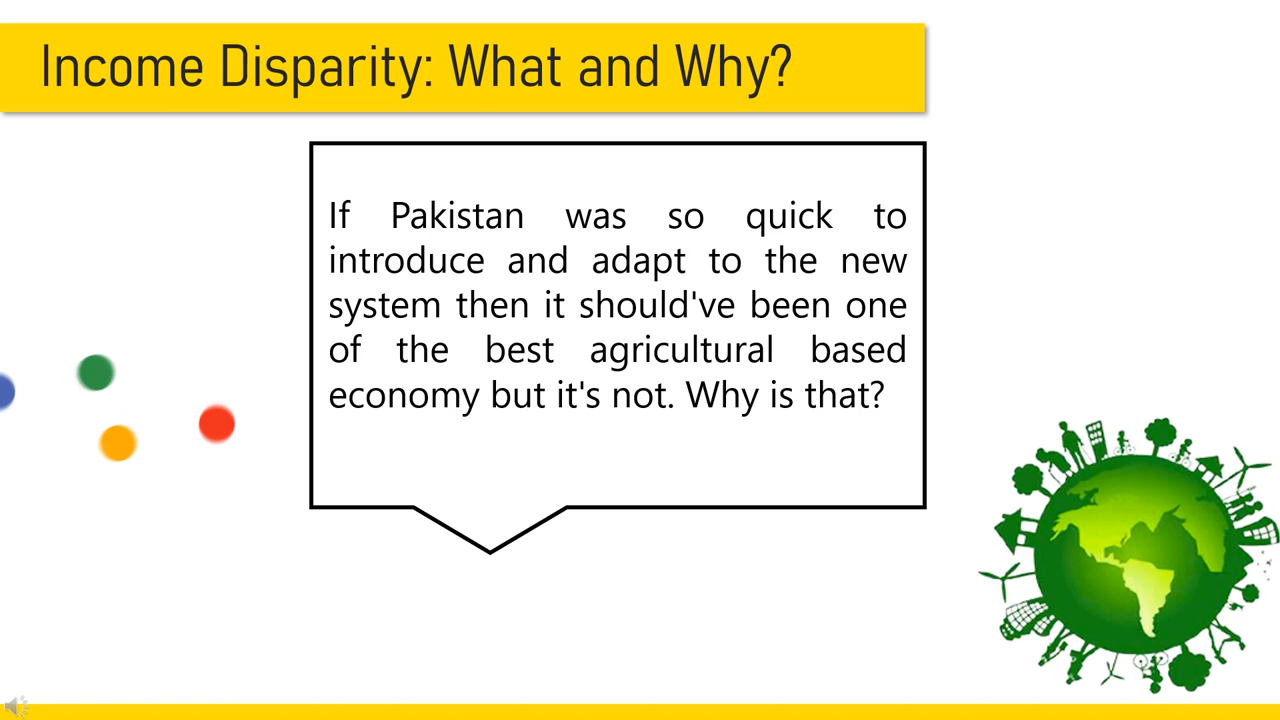 Income Disparity: What and Why?
If Pakistan was so quick to
introduce and adapt to the new
system then it should've been one
of the best agricultural based
economy but it's not. Why is that?